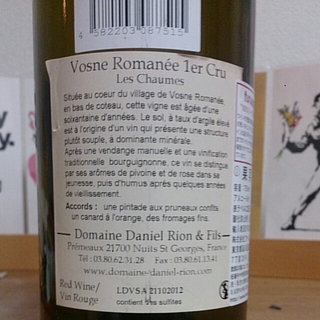 4 582203 087515
Vosne Romanée 1er Cru
Les Chaumes
Située au coeur du village de Vosne Romanée,
en bas de coteau, cette vigne est âgée d'une
soixantaine d'années. Le sol, à taux d'argile élevé
est à l'origine d'un vin qui présente une structure
plutôt souple, à dominante minérale.
Après une vendange manuelle et une vinification
traditionnelle bourguignonne, ce vin se distingue
par ses arômes de pivoine et de rose dans sa
jeunesse, puis d'humus après quelques années
de vieillissement.
Accords : une pintade aux pruneaux confits,
un canard à l'orange, des fromages fins.
Domaine Daniel Rion & Fils
Prémeaux 21700 Nuits St Georges, France
Tél : 03.80.62.31.28 Fax : 03.80.61.13.41
www.domaine-daniel-rion.com
Red Wine/
Vin Rouge
LDVSA 21102012
contient des sulfites